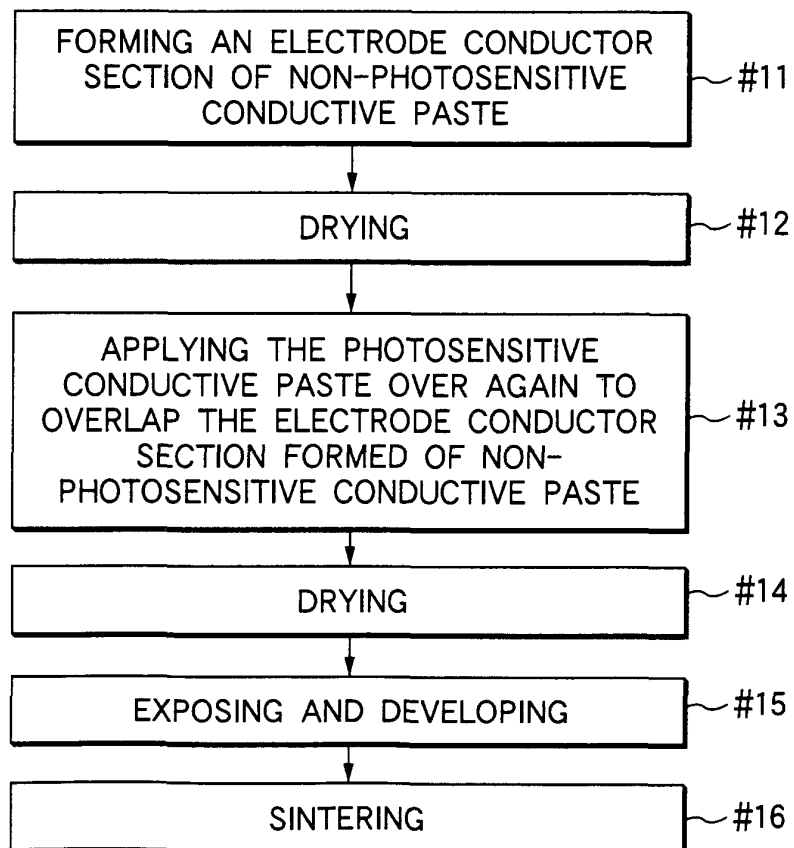 FORMING AN ELECTRODE CONDUCTOR
SECTION OF NON-PHOTOSENSITIVE
CONDUCTIVE PASTE
#11
DRYING
#12
APPLYING THE PHOTOSENSITIVE
CONDUCTIVE PASTE OVER AGAIN TO
OVERLAP THE ELECTRODE CONDUCTOR
SECTION FORMED OF NON-
PHOTOSENSITIVE CONDUCTIVE PASTE
#13
DRYING
#14
EXPOSING AND DEVELOPING
#15
SINTERING
#16